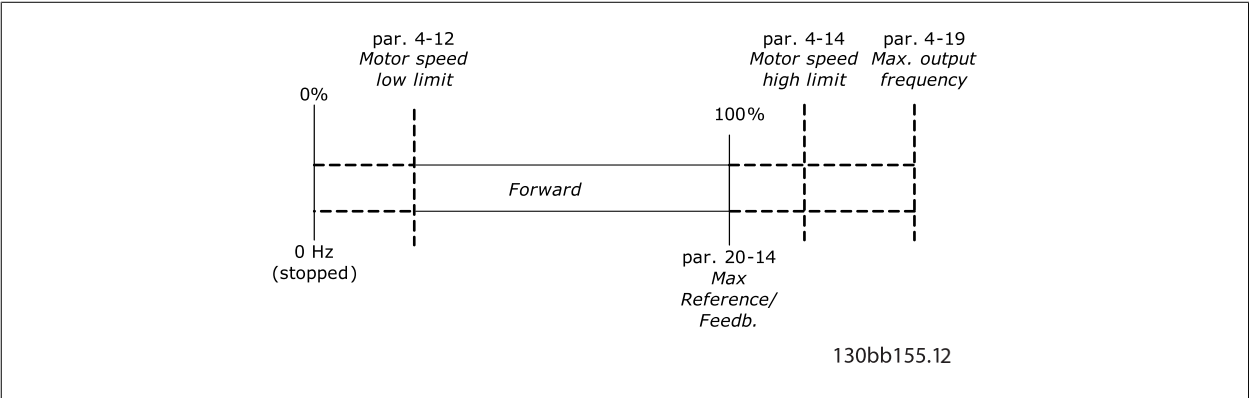 par. 4-12
Motor speed
low limit
par. 4-14
Motor speed
high limit
par. 4-19
Max. output
frequency
0%
100%
Forward
0 Hz
(stopped)
par. 20-14
Max
Reference/
Feedb.
130bb155.12